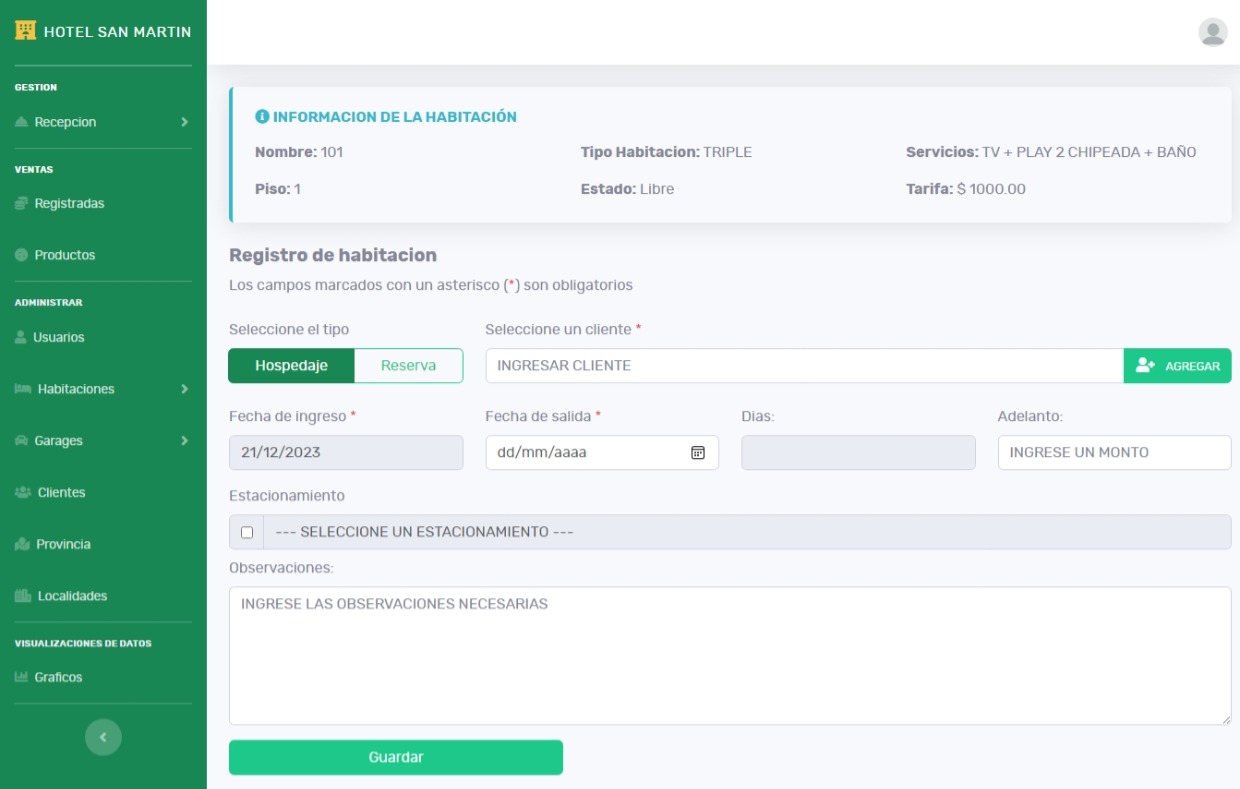 HOTEL SAN MARTIN
GESTION
Recepcion
VENTAS
Registradas
Productos
ADMINISTRAR
Usuarios
Habitaciones
Garages
Clientes
Provincia
Localidades
VISUALIZACIONES DE DATOS
Graficos
INFORMACION DE LA HABITACIÓN
Nombre: 101 Tipo Habitacion: TRIPLE Servicios: TV + PLAY 2 CHIPEADA + BAÑO
Piso: 1 Estado: Libre Tarifa: $ 1000.00
Registro de habitacion
Los campos marcados con un asterisco (*) son obligatorios
Seleccione el tipo Seleccione un cliente *
Hospedaje Reserva INGRESAR CLIENTE AGREGAR
Fecha de ingreso * Fecha de salida * Dias: Adelanto:
21/12/2023 dd/mm/aaaa INGRESE UN MONTO
Estacionamiento
--- SELECCIONE UN ESTACIONAMIENTO ---
Observaciones:
INGRESE LAS OBSERVACIONES NECESARIAS
Guardar